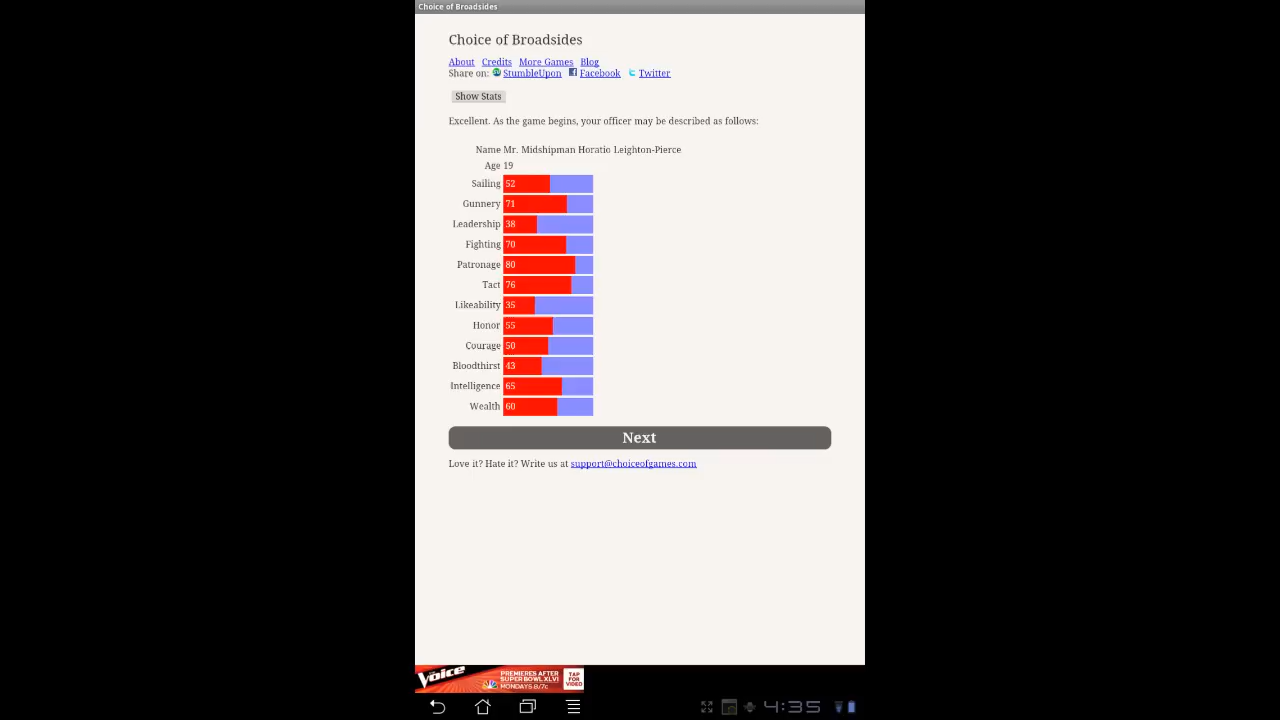 Choice of Broadsides
Choice of Broadsides
About Credits More Games Blog
Share on: StumbleUpon Facebook Twitter
Show Stats
Excellent. As the game begins, your officer may be described as follows:
Name Mr. Midshipman Horatio Leighton-Pierce
Age 19
Sailing 52
Gunnery 71
Leadership 38
Fighting 70
Patronage 80
Tact 76
Likeability 35
Honor 55
Courage 50
Bloodthirst 43
Intelligence 65
Wealth 60
Next
Love it? Hate it? Write us at support@choiceofgames.com
The Voice
PREMIERES AFTER
SUPER BOWL XLVI
MONDAYS 8/7c
TAP
FOR
VIDEO
4:35